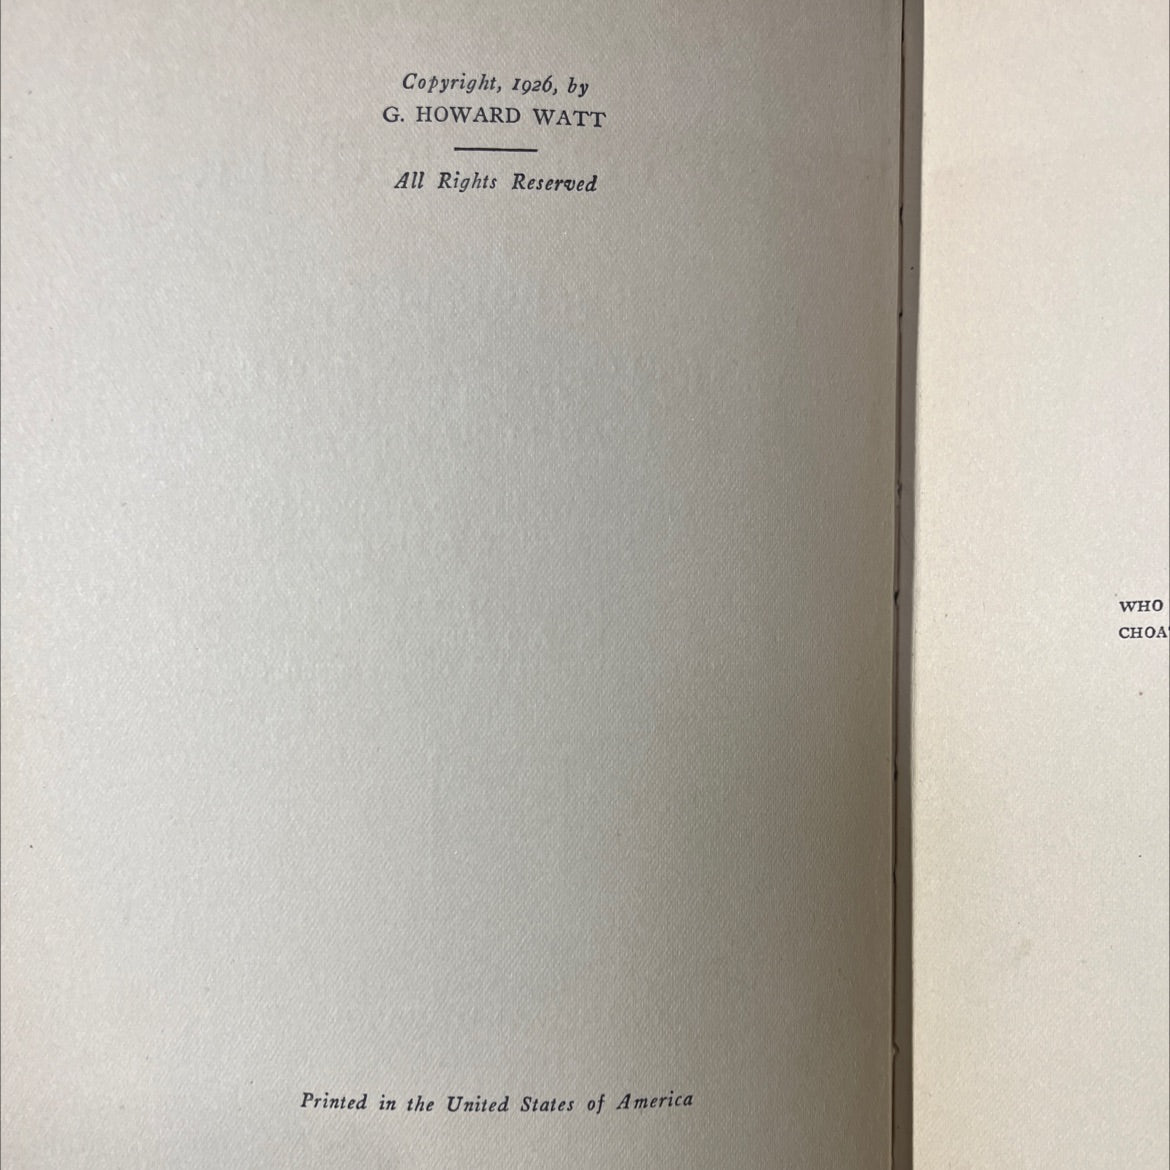 Copyright, 1926, by
G. HOWARD WATT
All Rights Reserved
Printed in the United States of America
WHO